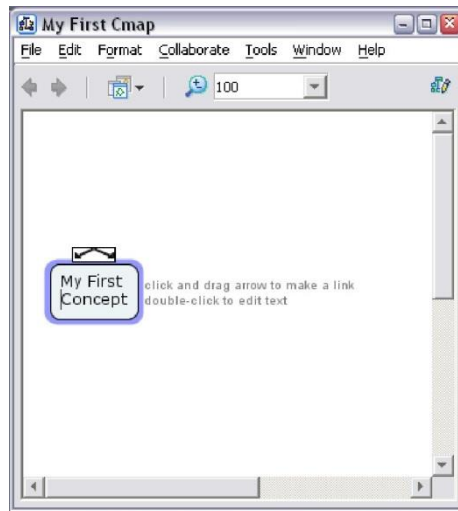 My First Cmap
File Edit Format Collaborate Tools Window Help
100
My First
Concept
click and drag arrow to make a link
double-click to edit text